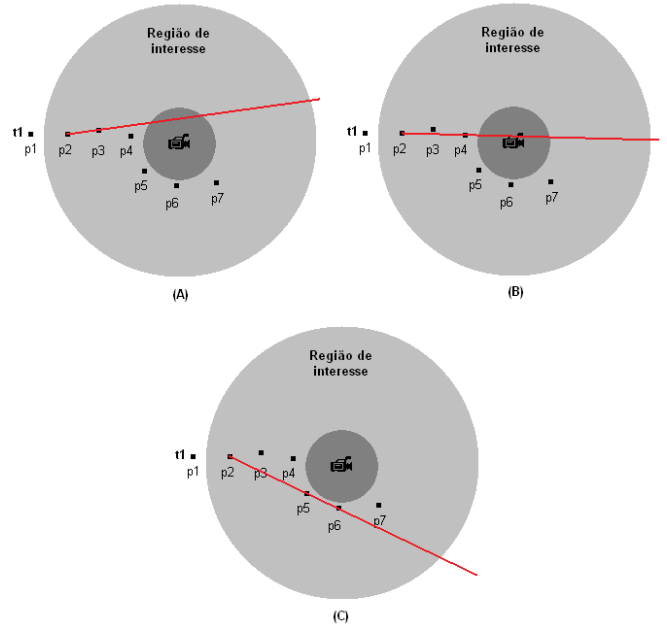 Região de
interesse
t1
p1
p2
p3
p4
p5
p6
p7
(A)
Região de
interesse
t1
p1
p2
p3
p4
p5
p6
p7
(B)
Região de
interesse
t1
p1
p2
p3
p4
p5
p6
p7
(C)